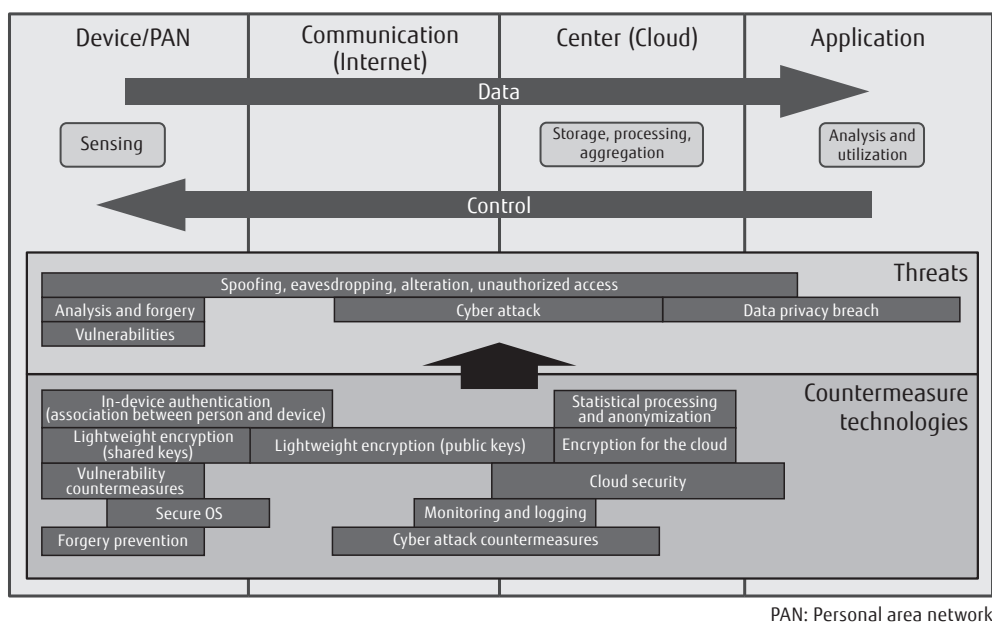 Device/PAN
Communication
(Internet)
Center (Cloud)
Application
Data
Sensing
Storage, processing,
aggregation
Analysis and
utilization
Control
Threats
Spoofing, eavesdropping, alteration, unauthorized access
Analysis and forgery
Cyber attack
Data privacy breach
Vulnerabilities
Countermeasure
technologies
In-device authentication
(association between person and device)
Statistical processing
and anonymization
Lightweight encryption
(shared keys)
Lightweight encryption (public keys)
Encryption for the cloud
Vulnerability
countermeasures
Cloud security
Secure OS
Monitoring and logging
Forgery prevention
Cyber attack countermeasures
PAN: Personal area network